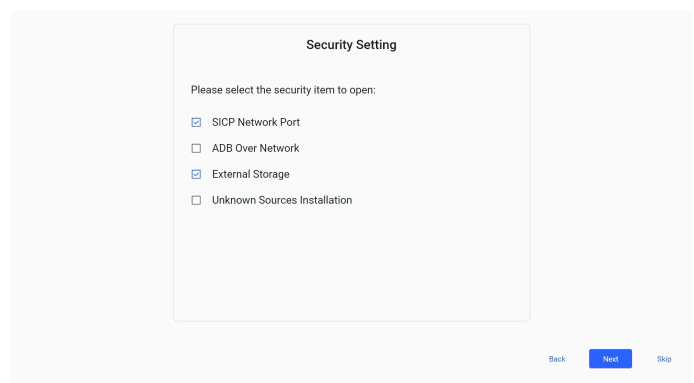 Security Setting
Please select the security item to open:
SICP Network Port
ADB Over Network
External Storage
Unknown Sources Installation
Back Next Skip